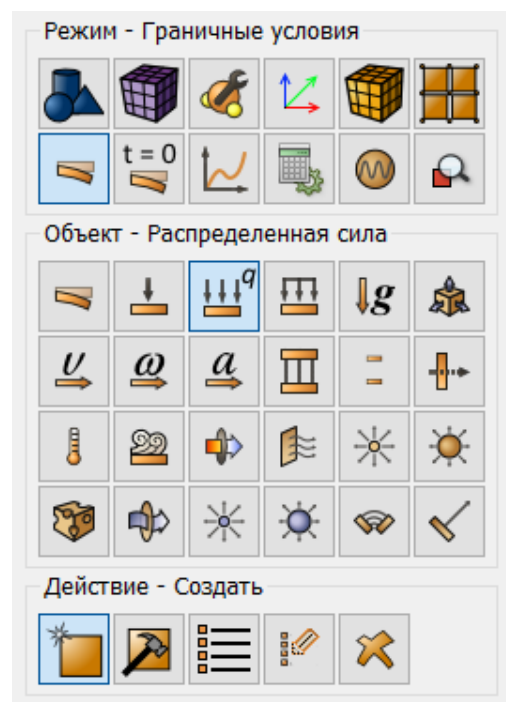 Режим - Граничные условия
t = 0
Объект - Распределенная сила
q
g
υ ω a
Действие - Создать